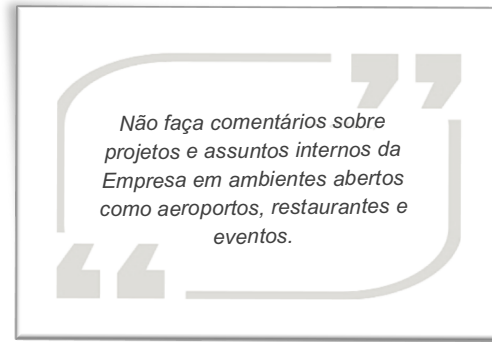 Não faça comentários sobre
projetos e assuntos internos da
Empresa em ambientes abertos
como aeroportos, restaurantes e
eventos.